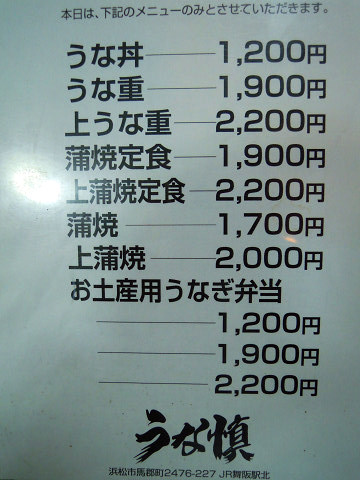 本日は、下記のメニューのみとさせていただきます。
うな丼 1,200円
うな重 1,900円
上うな重 2,200円
蒲焼定食 1,900円
上蒲焼定食 2,200円
蒲焼 1,700円
上蒲焼 2,000円
お土産用うなぎ弁当
1,200円
1,900円
2,200円
うな慎
浜松市馬郡町2476-227 JR舞阪駅北